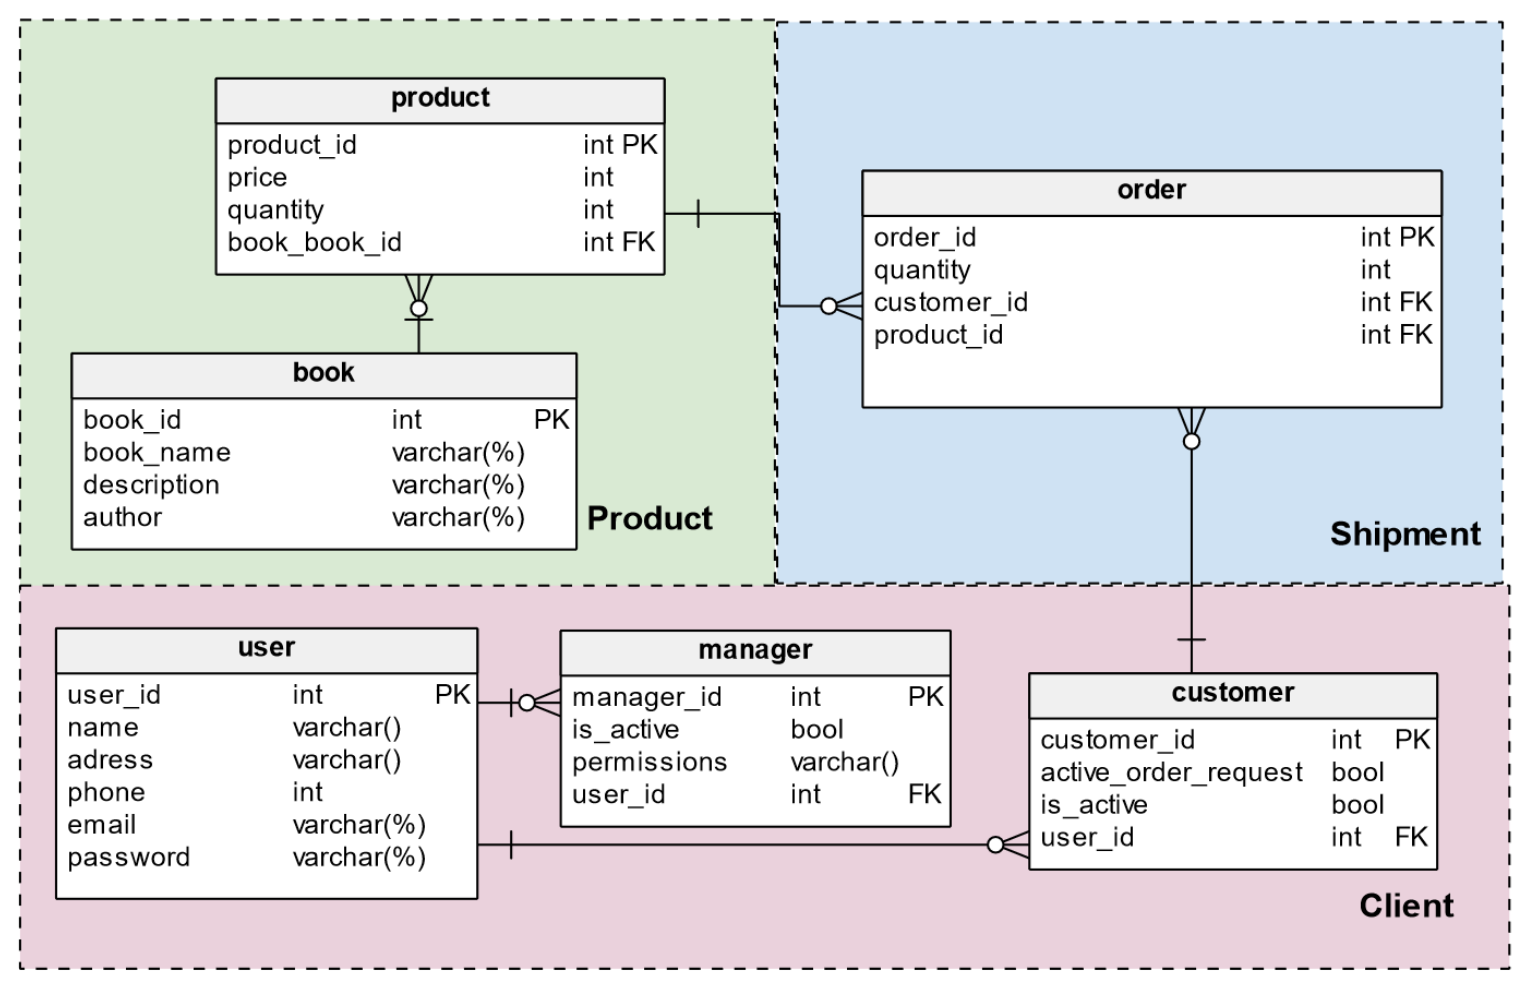 product
product_id int PK
price int
quantity int
book_book_id int FK
book
book_id int PK
book_name varchar(%)
description varchar(%)
author varchar(%)
Product
order
order_id int PK
quantity int
customer_id int FK
product_id int FK
Shipment
user
user_id int PK
name varchar()
adress varchar()
phone int
email varchar(%)
password varchar(%)
manager
manager_id int PK
is_active bool
permissions varchar()
user_id int FK
customer
customer_id int PK
active_order_request bool
is_active bool
user_id int FK
Client